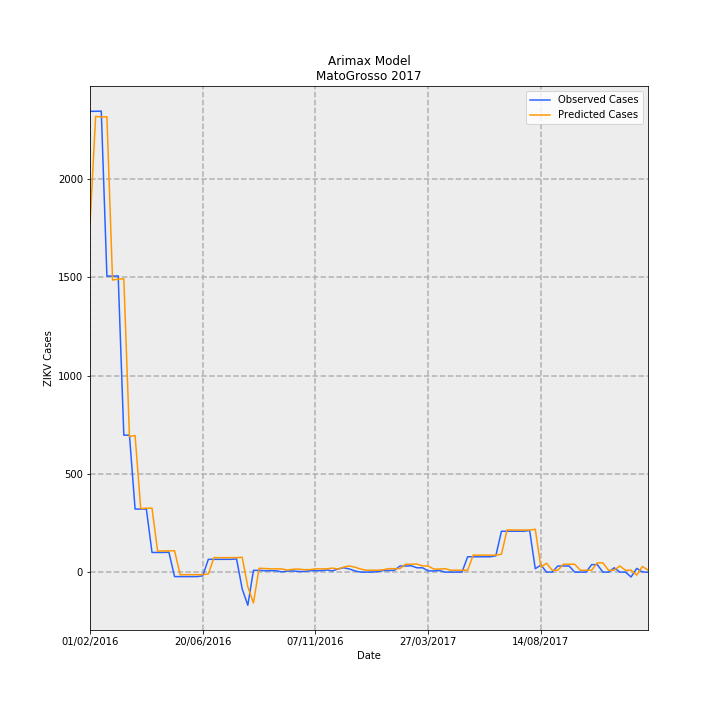 Arimax Model
MatoGrosso 2017
Observed Cases
Predicted Cases
ZIKV Cases
2000
1500
1000
500
0
01/02/2016
20/06/2016
07/11/2016
27/03/2017
14/08/2017
Date